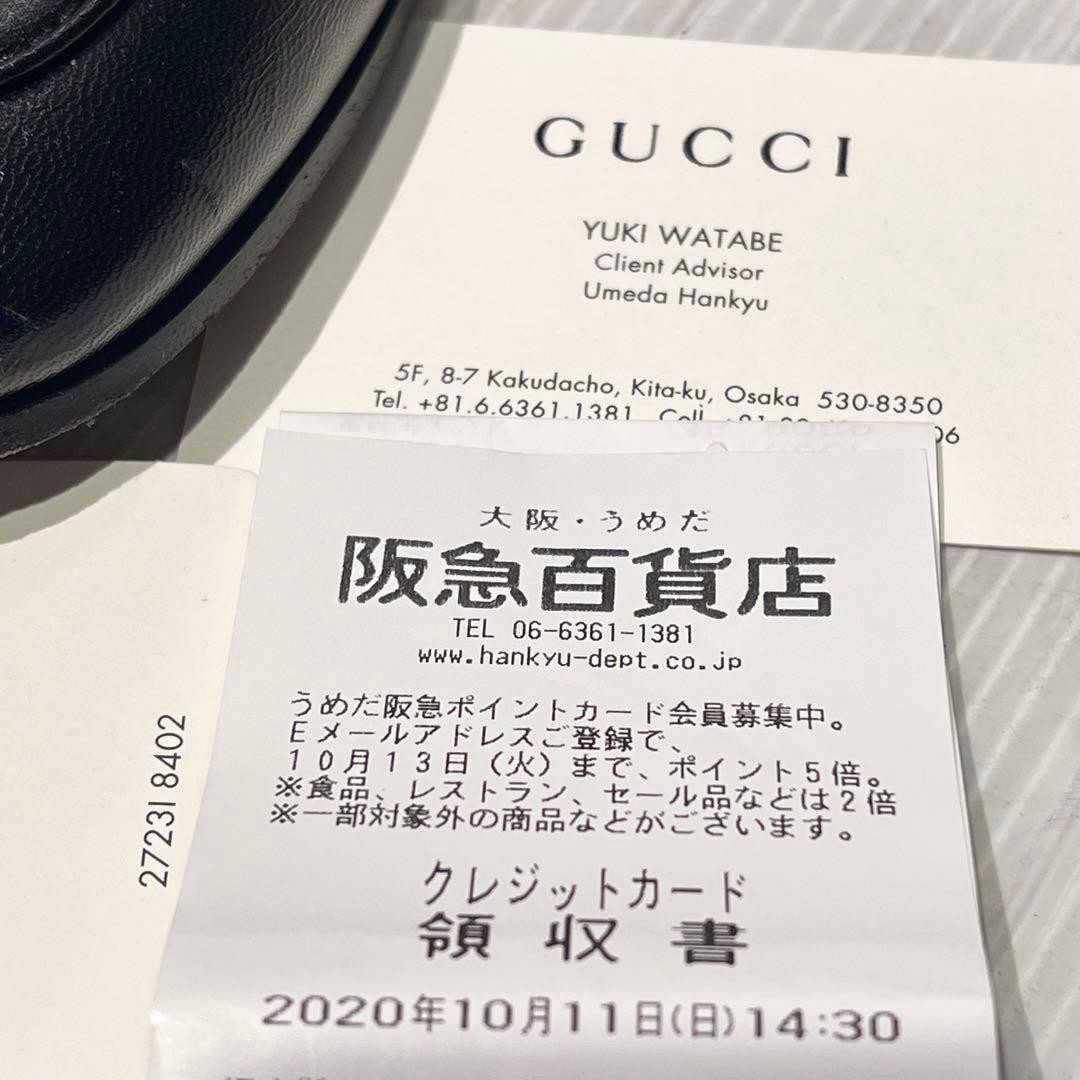 GUCCI
YUKI WATABE
Client Advisor
Umeda Hankyu
5F, 8-7 Kakudacho, Kita-ku, Osaka 530-8350
Tel. +81.6.6361.1381 Cell 06
大阪・うめだ
阪急百貨店
TEL 06-6361-1381
www.hankyu-dept.co.jp
うめだ阪急ポイントカード会員募集中。
Eメールアドレスご登録で、
10月13日（火）まで、ポイント5倍。
※食品、レストラン、セール品などは2倍
※一部対象外の商品などがございます。
クレジットカード
領収書
2020年10月11日(日)14:30
27231 8402